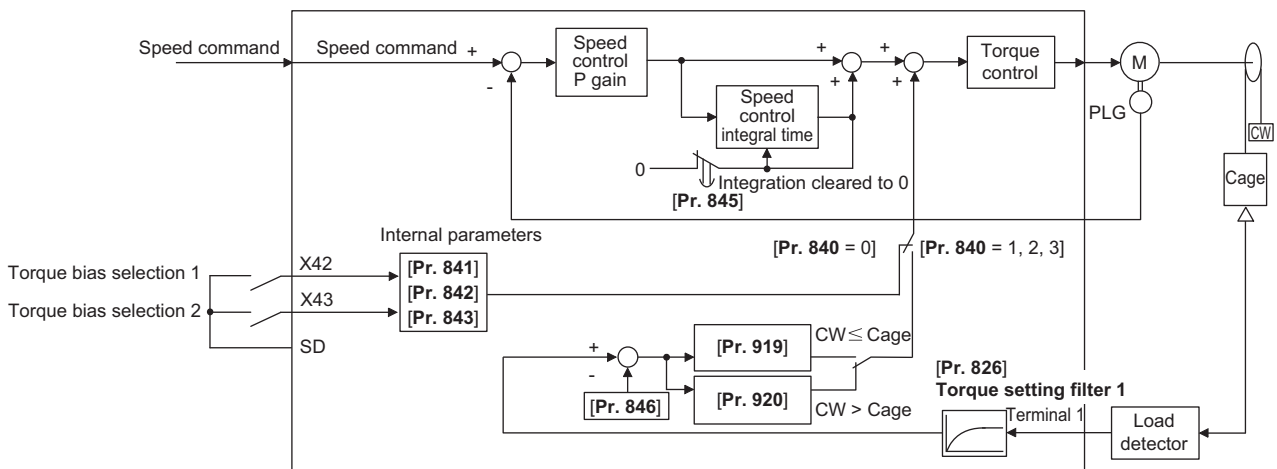 Speed command
Speed command
+
-
Speed
control
P gain
+
+
+
+
Torque
control
M
PLG
CW
Cage
Speed
control
integral time
0
Integration cleared to 0
[Pr. 845]
Internal parameters
[Pr. 840 = 0]
[Pr. 840 = 1, 2, 3]
Torque bias selection 1
X42
[Pr. 841]
[Pr. 842]
Torque bias selection 2
X43
[Pr. 843]
SD
+
-
[Pr. 846]
[Pr. 919]
CW ≤ Cage
[Pr. 920]
CW > Cage
[Pr. 826]
Torque setting filter 1
Terminal 1
Load
detector